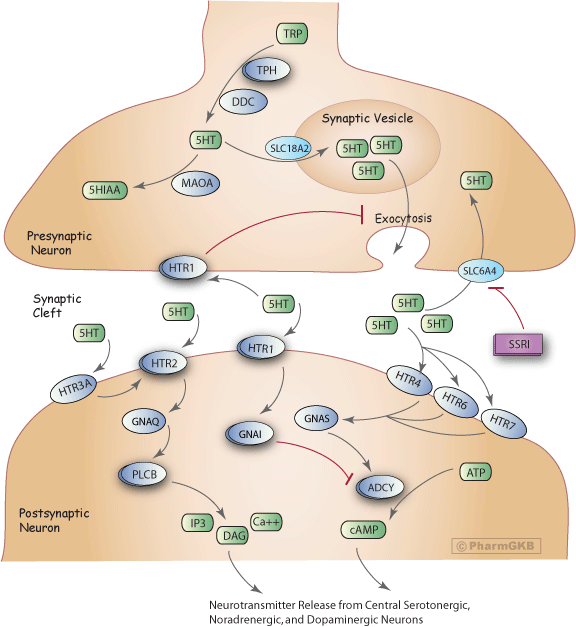 TRP
TPH
DDC
Synaptic Vesicle
5HT
SLC18A2
5HT
5HT
5HT
5HIAA
MAOA
5HT
Exocytosis
Presynaptic
Neuron
HTR1
SLC6A4
Synaptic
Cleft
5HT
5HT
5HT
5HT
5HT
5HT
SSRI
HTR1
HTR2
HTR3A
HTR4
HTR6
HTR7
GNAQ
GNAI
GNAS
PLCB
ADCY
ATP
Postsynaptic
Neuron
IP3
DAG
Ca++
cAMP
© PharmGKB
Neurotransmitter Release from Central Serotonergic,
Noradrenergic, and Dopaminergic Neurons